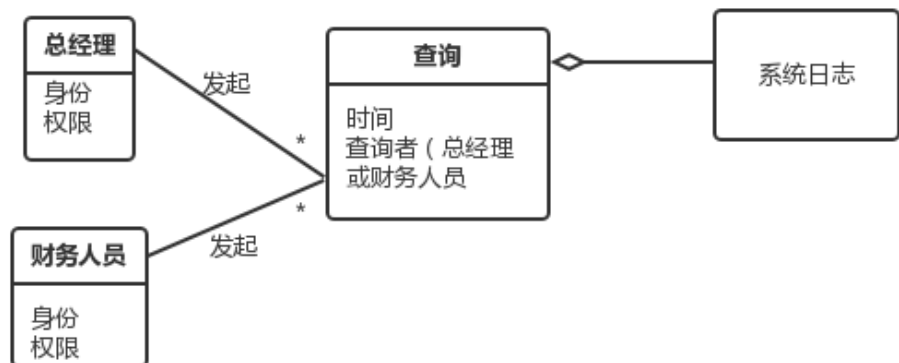 总经理
身份
权限
发起
*
查询
时间
查询者（总经理
或财务人员
系统日志
*
发起
财务人员
身份
权限